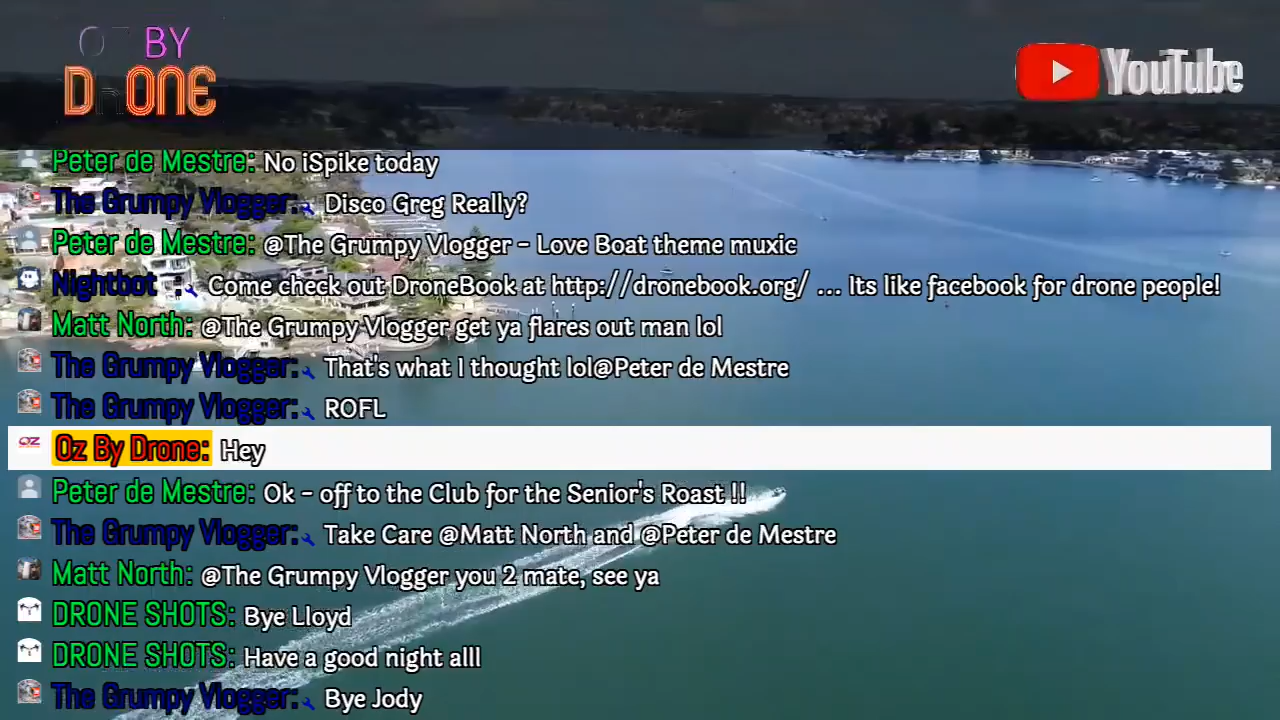 OZ BY
DRONE
YouTube
Peter de Mestre: No iSpike today
The Grumpy Vlogger: Disco Greg Really?
Peter de Mestre: @The Grumpy Vlogger - Love Boat theme muxic
Nightbot : Come check out DroneBook at http://dronebook.org/ ... Its like facebook for drone people!
Matt North: @The Grumpy Vlogger get ya flares out man lol
The Grumpy Vlogger: That's what I thought lol@Peter de Mestre
The Grumpy Vlogger: ROFL
OZ
Oz By Drone: Hey
Peter de Mestre: Ok - off to the Club for the Senior's Roast !!
The Grumpy Vlogger: Take Care @Matt North and @Peter de Mestre
Matt North: @The Grumpy Vlogger you 2 mate, see ya
DRONE SHOTS: Bye Lloyd
DRONE SHOTS: Have a good night alll
The Grumpy Vlogger: Bye Jody